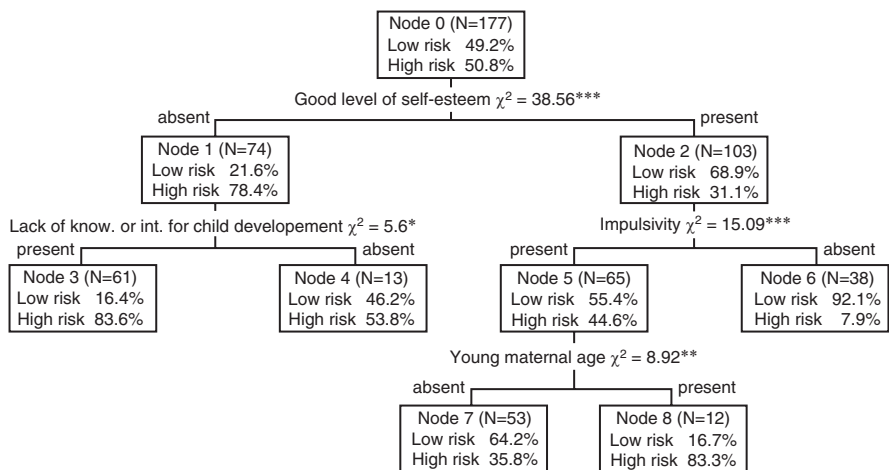 Node 0 (N=177)
Low risk 49.2%
High risk 50.8%
Good level of self-esteem χ² = 38.56***
absent
present
Node 1 (N=74)
Low risk 21.6%
High risk 78.4%
Node 2 (N=103)
Low risk 68.9%
High risk 31.1%
Lack of know. or int. for child developement χ² = 5.6*
present
absent
Impulsivity χ² = 15.09***
present
absent
Node 3 (N=61)
Low risk 16.4%
High risk 83.6%
Node 4 (N=13)
Low risk 46.2%
High risk 53.8%
Node 5 (N=65)
Low risk 55.4%
High risk 44.6%
Node 6 (N=38)
Low risk 92.1%
High risk 7.9%
Young maternal age χ² = 8.92**
absent
present
Node 7 (N=53)
Low risk 64.2%
High risk 35.8%
Node 8 (N=12)
Low risk 16.7%
High risk 83.3%